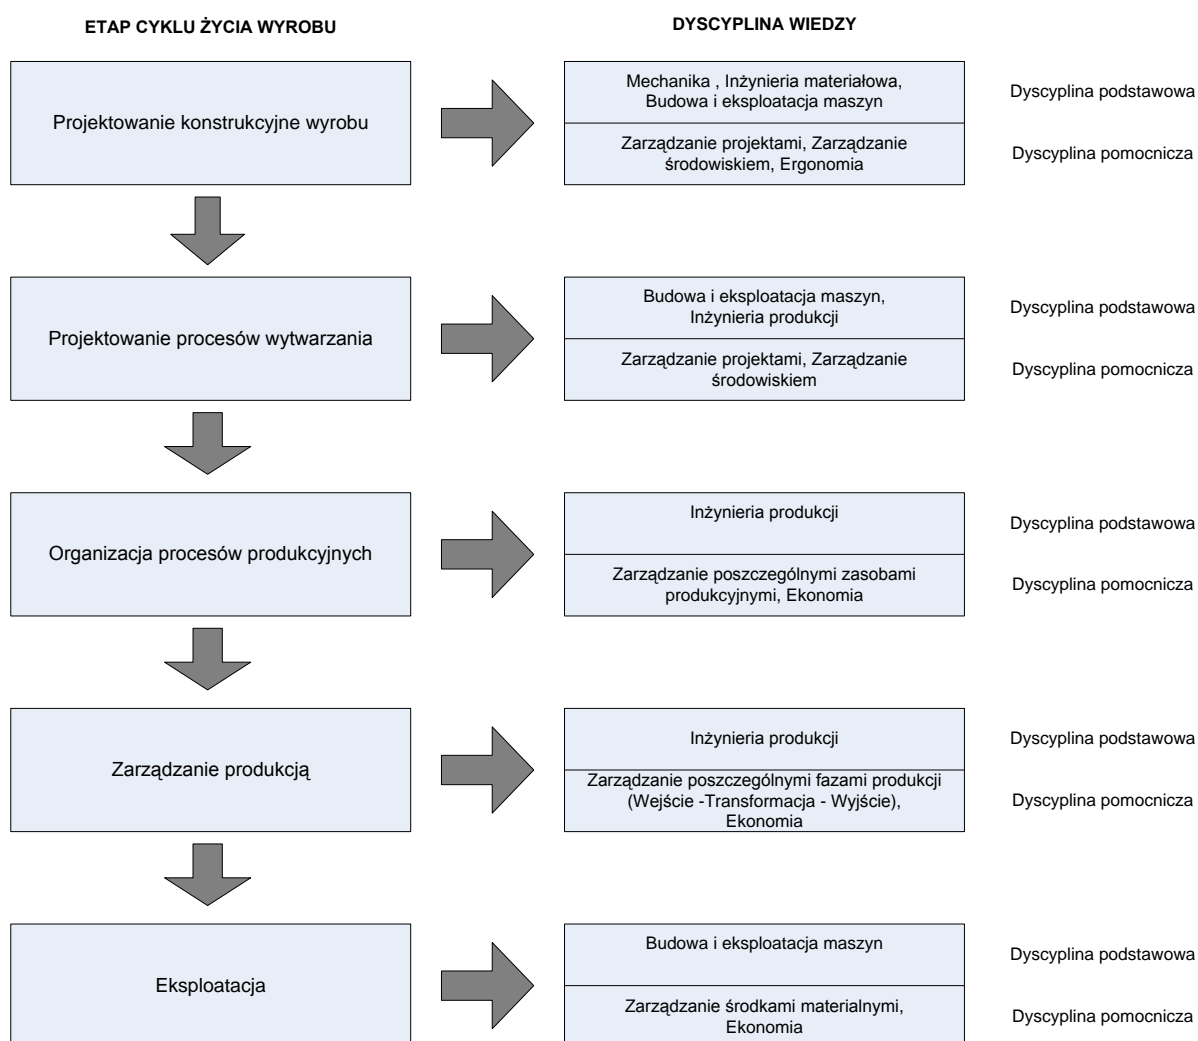 ETAP CYKLU ŻYCIA WYROBU
DYSCYPLINA WIEDZY
Projektowanie konstrukcyjne wyrobu
Mechanika , Inżynieria materiałowa,
Budowa i eksploatacja maszyn
Dyscyplina podstawowa
Zarządzanie projektami, Zarządzanie
środowiskiem, Ergonomia
Dyscyplina pomocnicza
Projektowanie procesów wytwarzania
Budowa i eksploatacja maszyn,
Inżynieria produkcji
Dyscyplina podstawowa
Zarządzanie projektami, Zarządzanie
środowiskiem
Dyscyplina pomocnicza
Organizacja procesów produkcyjnych
Inżynieria produkcji
Dyscyplina podstawowa
Zarządzanie poszczególnymi zasobami
produkcyjnymi, Ekonomia
Dyscyplina pomocnicza
Zarządzanie produkcją
Inżynieria produkcji
Dyscyplina podstawowa
Zarządzanie poszczególnymi fazami produkcji
(Wejście -Transformacja - Wyjście),
Ekonomia
Dyscyplina pomocnicza
Eksploatacja
Budowa i eksploatacja maszyn
Dyscyplina podstawowa
Zarządzanie środkami materialnymi,
Ekonomia
Dyscyplina pomocnicza